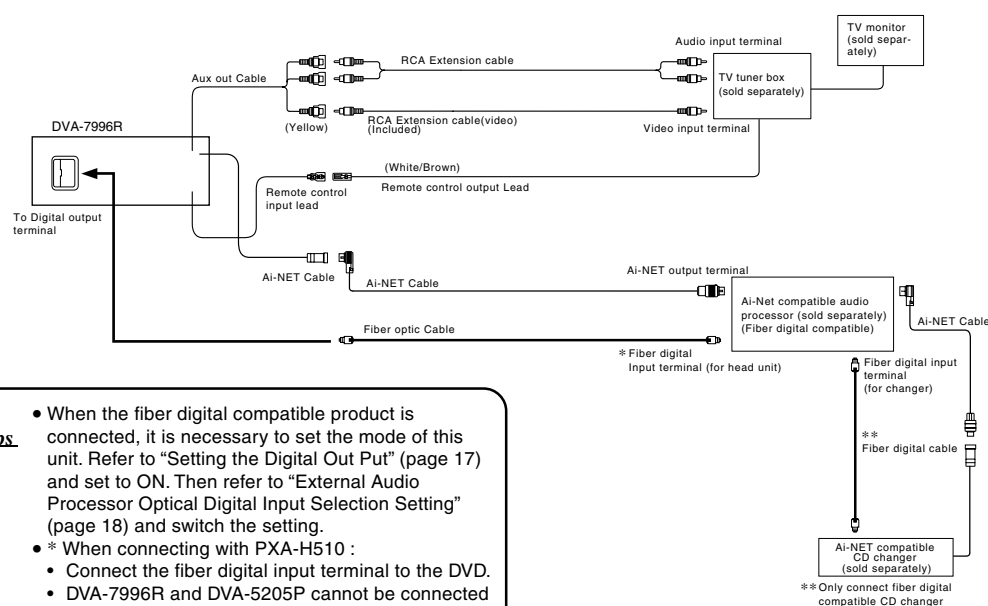 TV monitor
(sold separ-
ately)
Audio input terminal
RCA Extension cable
Aux out Cable
TV tuner box
(sold separately)
(Yellow)
RCA Extension cable(video)
(Included)
Video input terminal
DVA-7996R
(White/Brown)
Remote control output Lead
Remote control
input lead
To Digital output
terminal
Ai-NET Cable
Ai-NET Cable
Ai-NET output terminal
Ai-Net compatible audio
processor (sold separately)
(Fiber digital compatible)
Ai-NET Cable
Fiber optic Cable
* Fiber digital
Input terminal (for head unit)
Fiber digital input
terminal
(for changer)
**
Fiber digital cable
Ai-NET compatible
CD changer
(sold separately)
**Only connect fiber digital
compatible CD changer
• When the fiber digital compatible product is
connected, it is necessary to set the mode of this
unit. Refer to “Setting the Digital Out Put” (page 17)
and set to ON. Then refer to “External Audio
Processor Optical Digital Input Selection Setting”
(page 18) and switch the setting.
• * When connecting with PXA-H510 :
• Connect the fiber digital input terminal to the DVD.
• DVA-7996R and DVA-5205P cannot be connected